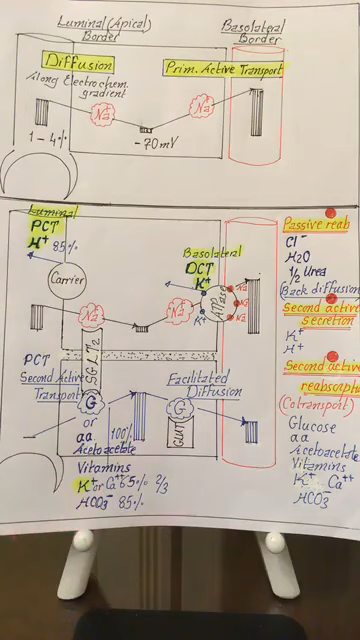 Luminal (Apical)
Border
Basolateral
Border
Diffusion
Prim. Active Transport
Along Electrochem.
gradient
Na⁺
Na⁺
1-4%
-70mV
Luminal
PCT
H⁺ 85%
Carrier
Basolateral
DCT
K⁺
Na
Na
Na
ATPase
K⁺
Na
Na
SGLT2
PCT
Second Active
Transport
G
or
aa
Acetoacetate
100%
Vitamins
K⁺ or Ca⁺⁺ 65% 2/3
HCO₃⁻ 85%
Facilitated
Diffusion
G
GLUT
Passive reab
Cl⁻
H₂O
1/2 Urea
(Back diffusion)
Second active
secretion
K⁺
H⁺
Second active
reabsorption
(Cotransport)
Glucose
aa
Acetoacetate
Vitamins
K⁺ Ca⁺⁺
HCO₃⁻